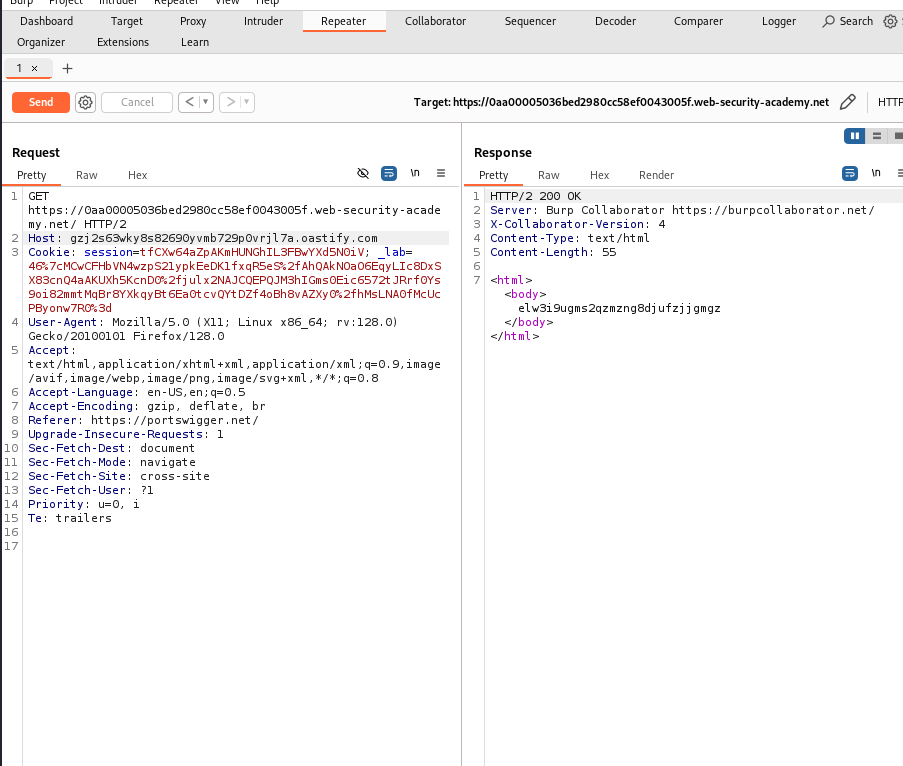 Burp Project Intruder Repeater View Help
Dashboard Target Proxy Intruder Repeater Collaborator Sequencer Decoder Comparer Logger Search
Organizer Extensions Learn
1 × +
Send Cancel < > Target: https://0aa00005036bed2980cc58ef0043005f.web-security-academy.net HTTP
Request
Pretty Raw Hex \n
1 GET
https://0aa00005036bed2980cc58ef0043005f.web-security-acade
my.net/ HTTP/2
2 Host: gzj2s63wky8s82690yvmb729p0vrjl7a.oastify.com
3 Cookie: session=tfCXw64aZpAKmHUNGhIL3FBwYXd5N0iV; _lab=
46%7cMCwCFHbVN4wzpS21ypkEeDK1fxqR5eS%2fAhQAkN0aO6EqyLIc8DxS
X83cnQ4aAKUXh5KcnD0%2fjulx2NAJCQEPQJM3hIGms0Eic6572tJRrf0Ys
9oi82mmtMqBr8YXkqyBt6Ea0tcvQYtDZf4oBh8vAZXy0%2fhMsLNA0fMcUc
PByonw7R0%3d
4 User-Agent: Mozilla/5.0 (X11; Linux x86_64; rv:128.0)
Gecko/20100101 Firefox/128.0
5 Accept:
text/html,application/xhtml+xml,application/xml;q=0.9,image
/avif,image/webp,image/png,image/svg+xml,*/*;q=0.8
6 Accept-Language: en-US,en;q=0.5
7 Accept-Encoding: gzip, deflate, br
8 Referer: https://portswigger.net/
9 Upgrade-Insecure-Requests: 1
10 Sec-Fetch-Dest: document
11 Sec-Fetch-Mode: navigate
12 Sec-Fetch-Site: cross-site
13 Sec-Fetch-User: ?1
14 Priority: u=0, i
15 Te: trailers
16
17
Response
Pretty Raw Hex Render \n
1 HTTP/2 200 OK
2 Server: Burp Collaborator https://burpcollaborator.net/
3 X-Collaborator-Version: 4
4 Content-Type: text/html
5 Content-Length: 55
6
7 <html>
<body>
elw3i9ugms2qzmzng8djufzjjgmgz
</body>
</html>